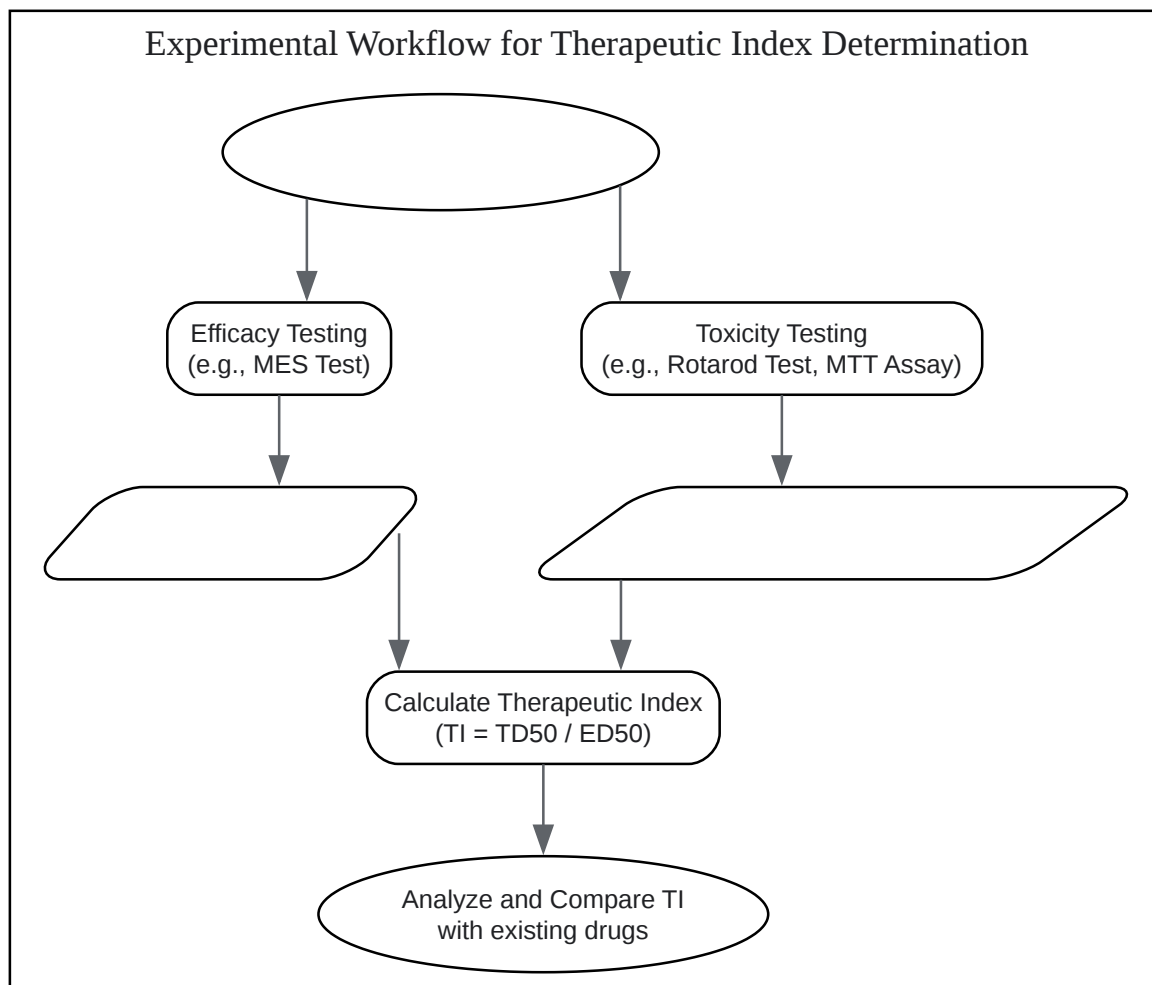 Experimental Workflow for Therapeutic Index Determination
Efficacy Testing
(e.g., MES Test)
Toxicity Testing
(e.g., Rotarod Test, MTT Assay)
Calculate Therapeutic Index
(TI = TD50 / ED50)
Analyze and Compare TI
with existing drugs